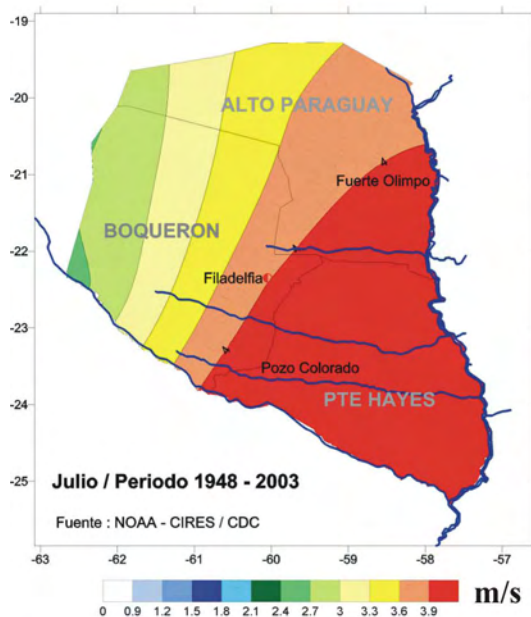 -19
-20
-21
-22
-23
-24
-25
ALTO PARAGUAY
Fuerte Olimpo
BOQUERON
Filadelfia
Pozo Colorado
PTE HAYES
Julio / Periodo 1948 - 2003
Fuente : NOAA - CIRES / CDC
-63 -62 -61 -60 -59 -58 -57
m/s
0 0.9 1.2 1.5 1.8 2.1 2.4 2.7 3 3.3 3.6 3.9